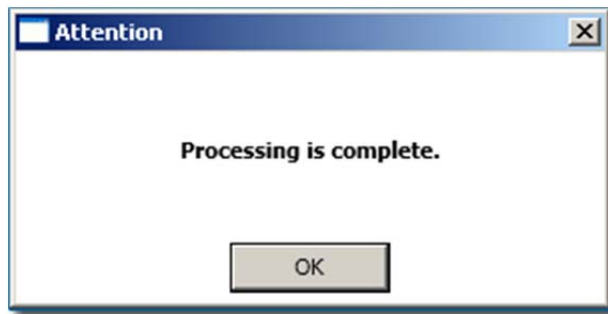 Attention
Processing is complete.
OK